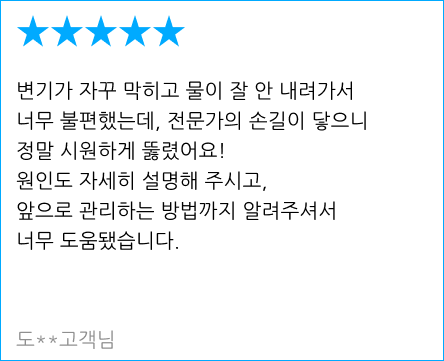 ★★★★★
변기가 자꾸 막히고 물이 잘 안 내려가서
너무 불편했는데, 전문가의 손길이 닿으니
정말 시원하게 뚫렸어요!
원인도 자세히 설명해 주시고,
앞으로 관리하는 방법까지 알려주셔서
너무 도움됐습니다.
도**고객님